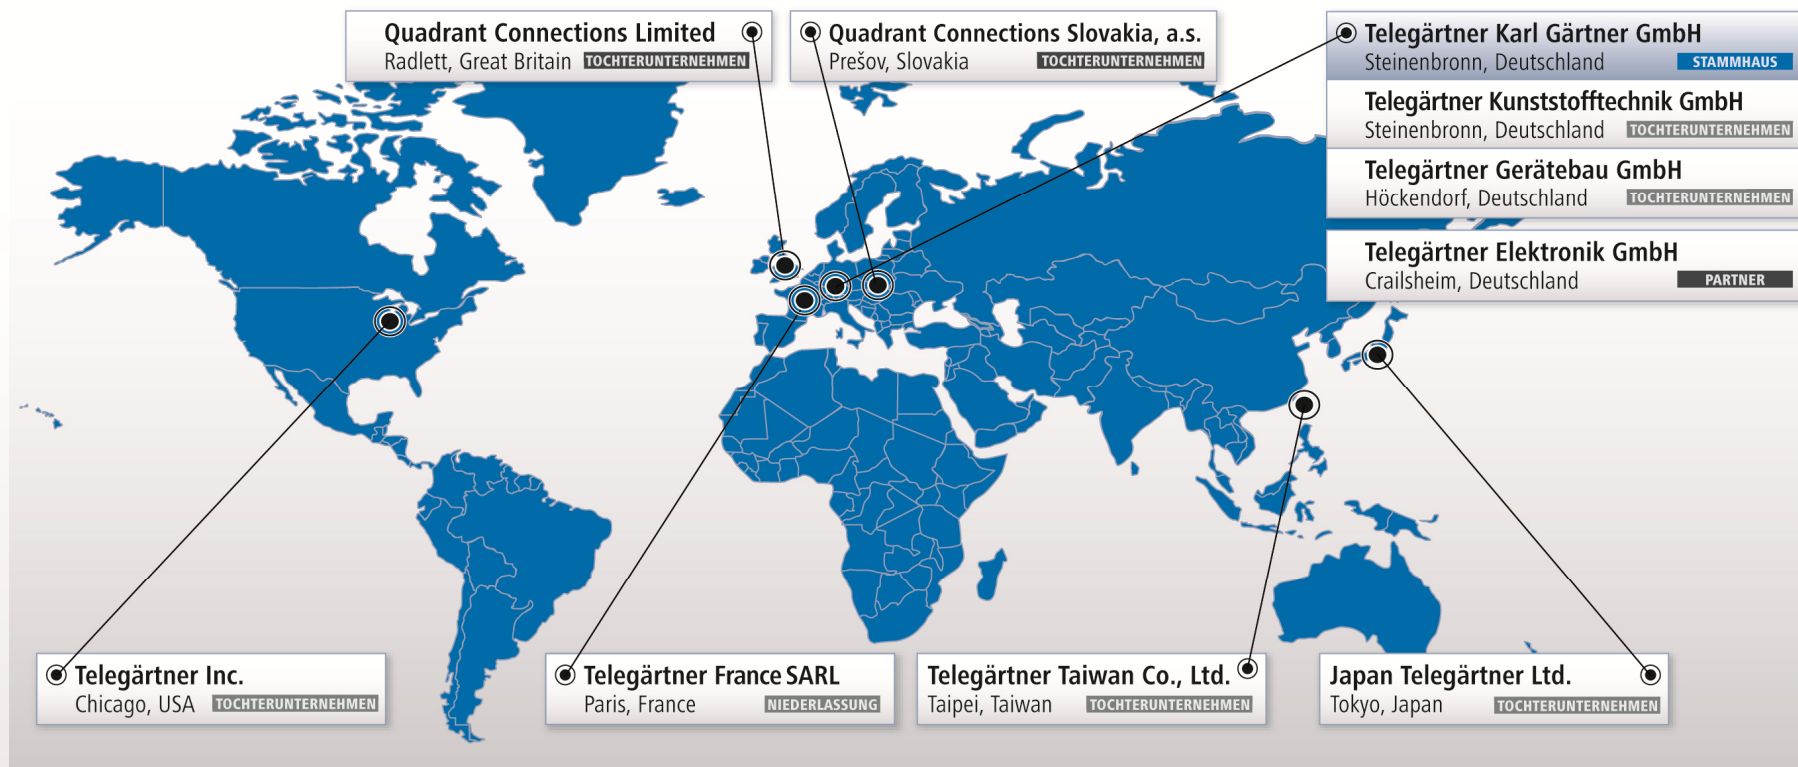 Quadrant Connections Limited
Radlett, Great Britain TOCHTERUNTERNEHMEN
Quadrant Connections Slovakia, a.s.
Prešov, Slovakia TOCHTERUNTERNEHMEN
Telegärtner Karl Gärtner GmbH
Steinenbronn, Deutschland STAMMHAUS
Telegärtner Kunststofftechnik GmbH
Steinenbronn, Deutschland TOCHTERUNTERNEHMEN
Telegärtner Gerätebau GmbH
Höckendorf, Deutschland TOCHTERUNTERNEHMEN
Telegärtner Elektronik GmbH
Crailsheim, Deutschland PARTNER
Telegärtner Inc.
Chicago, USA TOCHTERUNTERNEHMEN
Telegärtner France SARL
Paris, France NIEDERLASSUNG
Telegärtner Taiwan Co., Ltd.
Taipei, Taiwan TOCHTERUNTERNEHMEN
Japan Telegärtner Ltd.
Tokyo, Japan TOCHTERUNTERNEHMEN